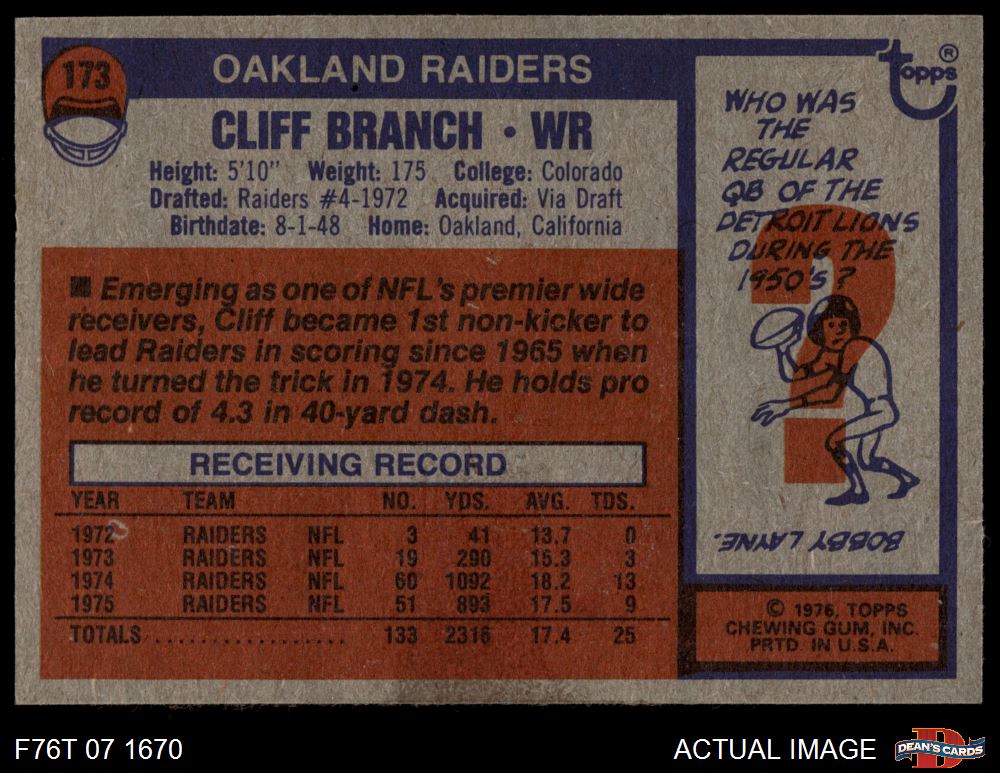 173
OAKLAND RAIDERS
CLIFF BRANCH • WR
Height: 5'10" Weight: 175 College: Colorado
Drafted: Raiders #4-1972 Acquired: Via Draft
Birthdate: 8-1-48 Home: Oakland, California
■ Emerging as one of NFL's premier wide
receivers, Cliff became 1st non-kicker to
lead Raiders in scoring since 1965 when
he turned the trick in 1974. He holds pro
record of 4.3 in 40-yard dash.
RECEIVING RECORD
YEAR TEAM NO. YDS. AVG. TDS.
1972 RAIDERS NFL 3 41 13.7 0
1973 RAIDERS NFL 19 290 15.3 3
1974 RAIDERS NFL 60 1092 18.2 13
1975 RAIDERS NFL 51 893 17.5 9
TOTALS .................. 133 2316 17.4 25
topps®
WHO WAS
THE
REGULAR
QB OF THE
DETROIT LIONS
DURING THE
1950'S?
BOBBY LAYNE.
© 1976, TOPPS
CHEWING GUM, INC.
PRTD. IN U.S.A.
F76T 07 1670
ACTUAL IMAGE
DEAN'S CARDS